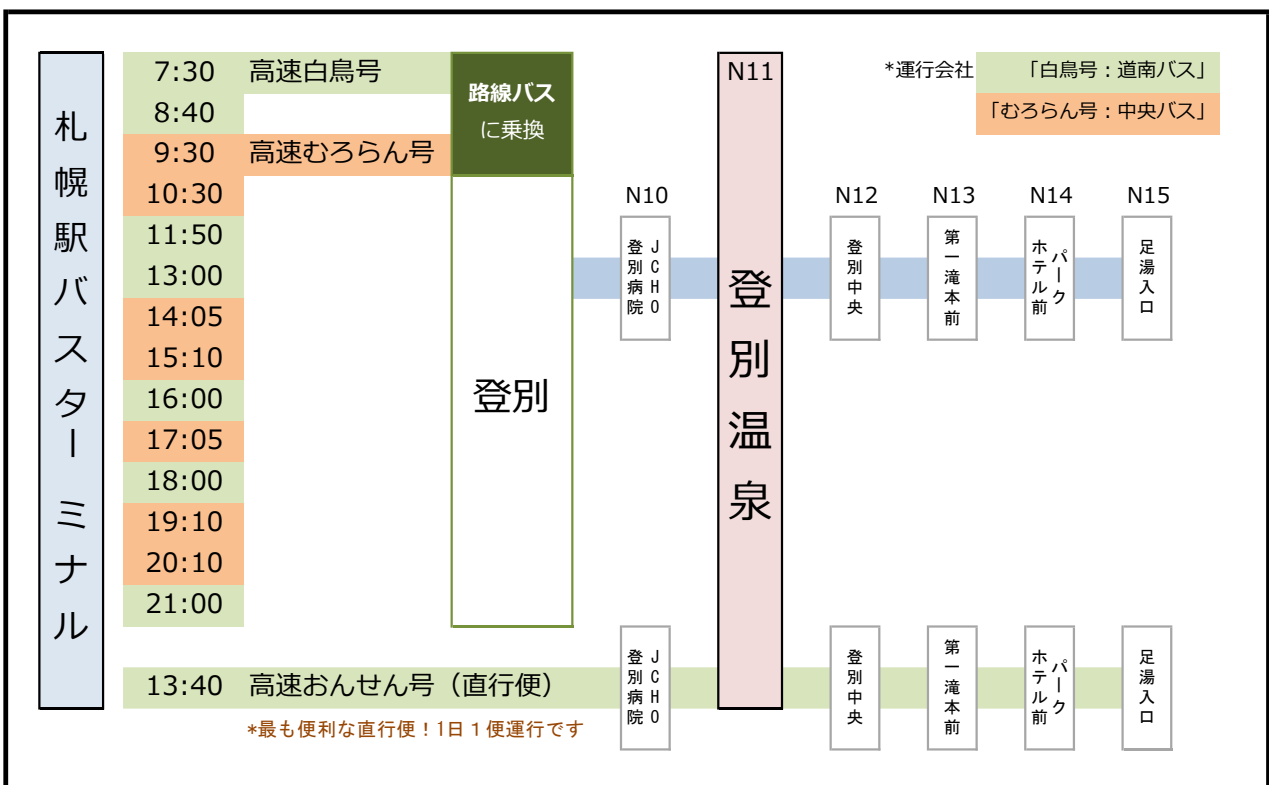 札幌駅バスターミナル
7:30 高速白鳥号
8:40
9:30 高速むろらん号
10:30
11:50
13:00
14:05
15:10
16:00
17:05
18:00
19:10
20:10
21:00
路線バス
に乗換
登別
N11
登別温泉
*運行会社 「白鳥号：道南バス」
「むろらん号：中央バス」
N10
JCHO
登別病院
N12
登別中央
N13
第一滝本前
N14
パーク
ホテル前
N15
足湯入口
13:40 高速おんせん号（直行便）
*最も便利な直行便！1日１便運行です
JCHO
登別病院
登別中央
第一滝本前
パーク
ホテル前
足湯入口